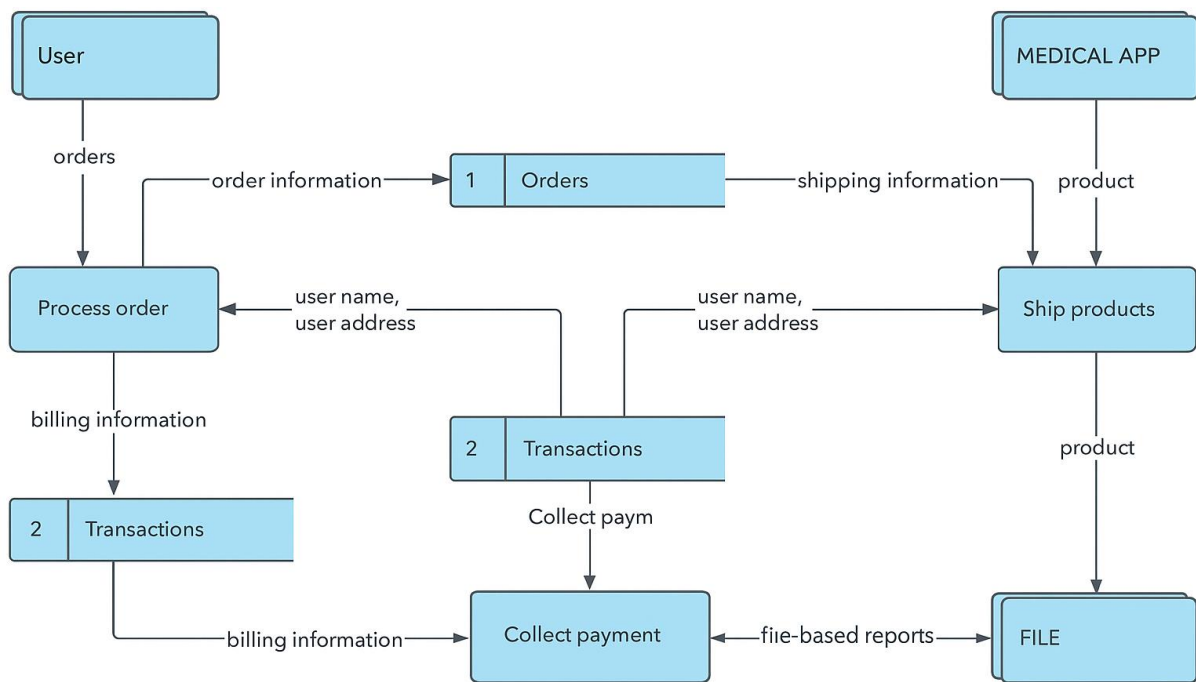 User
MEDICAL APP
orders
order information
1
Orders
shipping information
product
Process order
user name,
user address
user name,
user address
Ship products
billing information
2
Transactions
product
2
Transactions
Collect paym
billing information
Collect payment
file-based reports
FILE